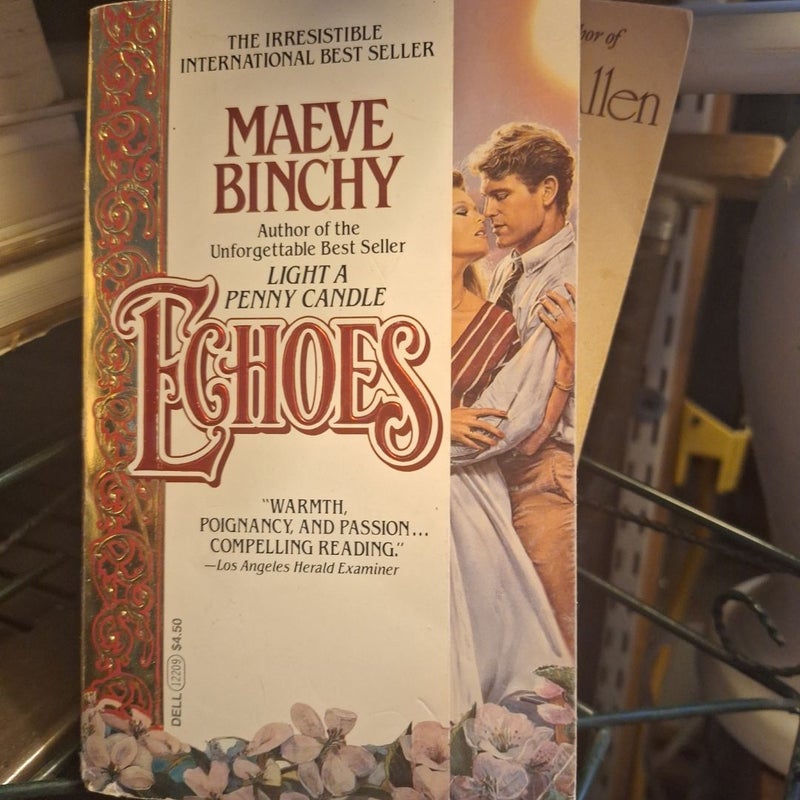 THE IRRESISTIBLE
INTERNATIONAL BEST SELLER
MAEVE
BINCHY
Author of the
Unforgettable Best Seller
LIGHT A
PENNY CANDLE
ECHOES
"WARMTH,
POIGNANCY, AND PASSION...
COMPELLING READING."
—Los Angeles Herald Examiner
DELL 12209 $4.50
of
llen